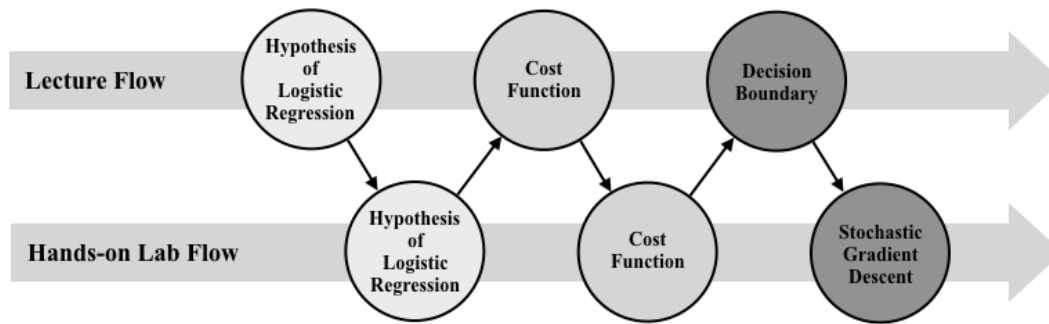 Lecture Flow
Hypothesis
of
Logistic
Regression
Cost
Function
Decision
Boundary
Hands-on Lab Flow
Hypothesis
of
Logistic
Regression
Cost
Function
Stochastic
Gradient
Descent